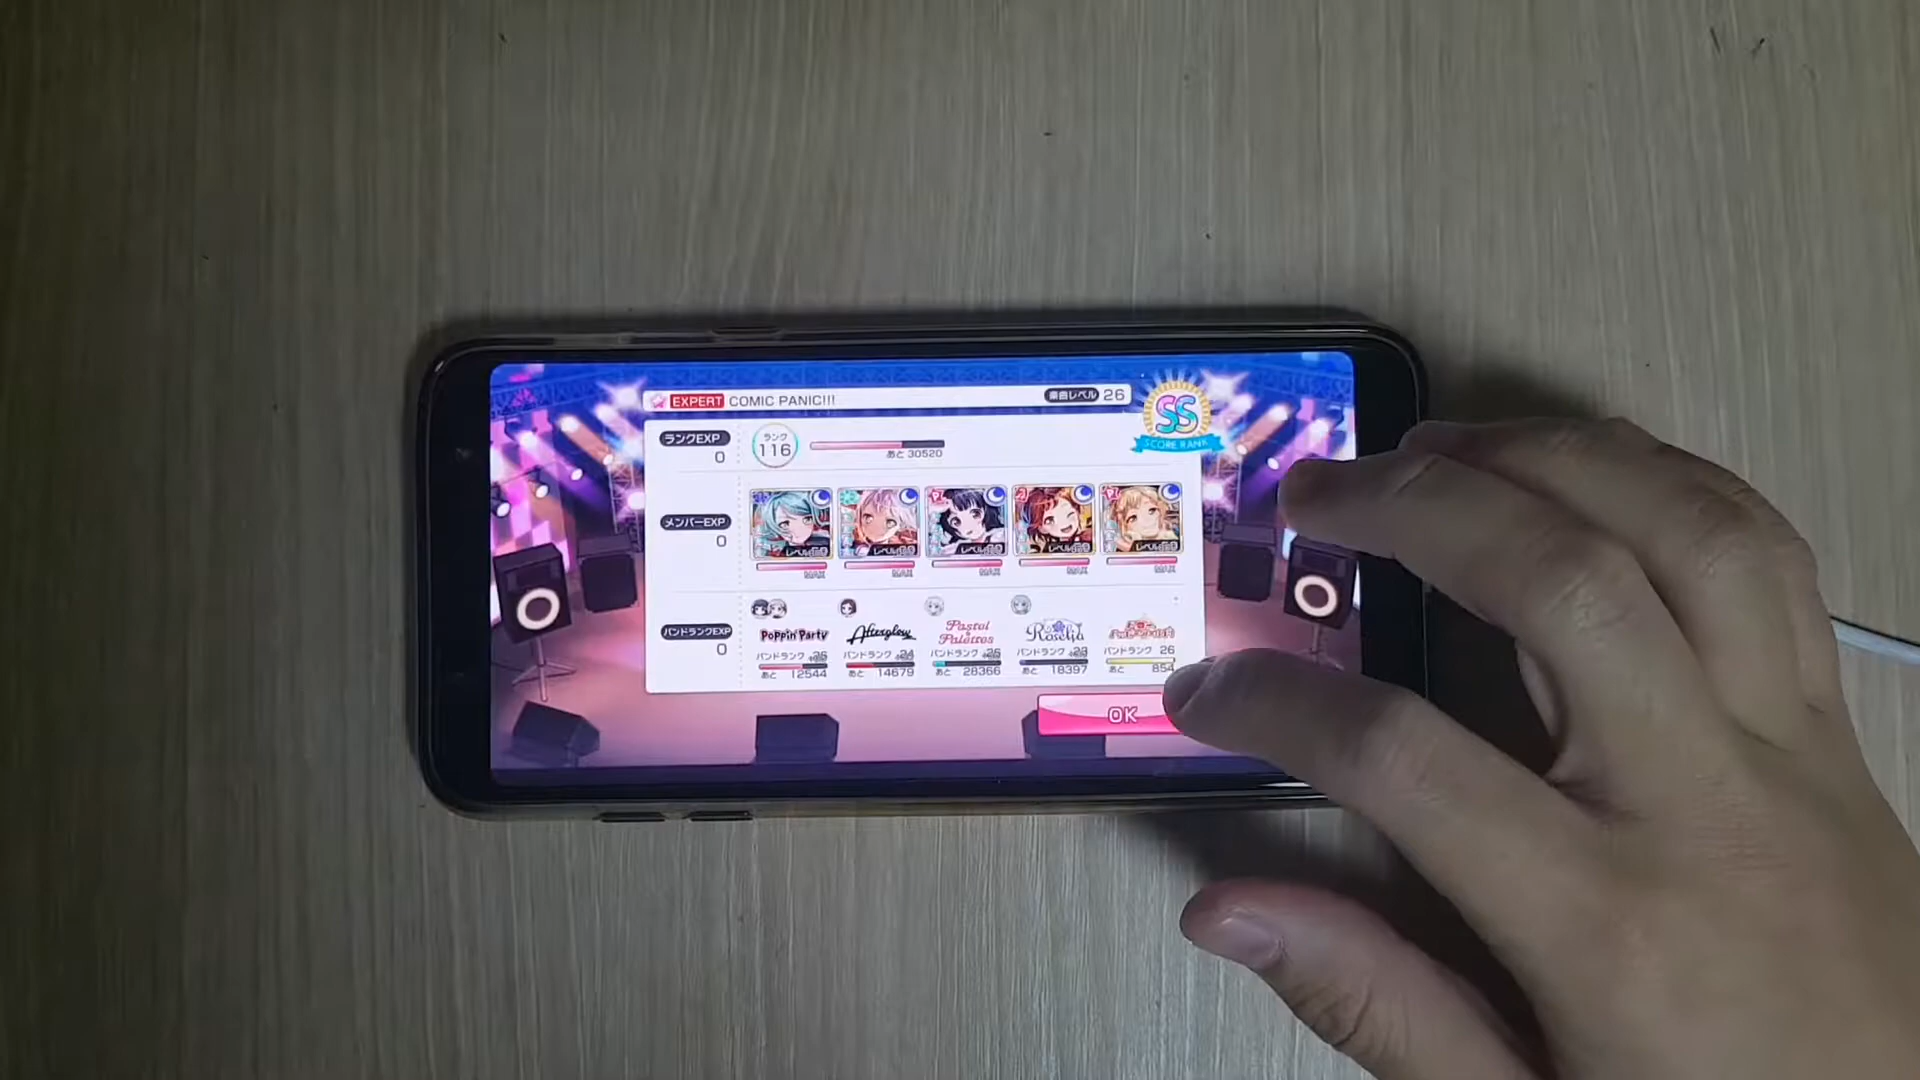 EXPERT COMIC PANIC!!! 楽曲レベル 26
SS
SCORE RANK
ランクEXP
0
ランク
116
あと 30520
メンバーEXP
0
MAX MAX MAX MAX MAX
バンドランクEXP
0
Poppin'Party Afterglow Pastel Palettes Roselia
バンドランク バンドランク バンドランク バンドランク バンドランク 26
あと 12544 あと 14679 あと 28366 あと 18397 あと 854
OK